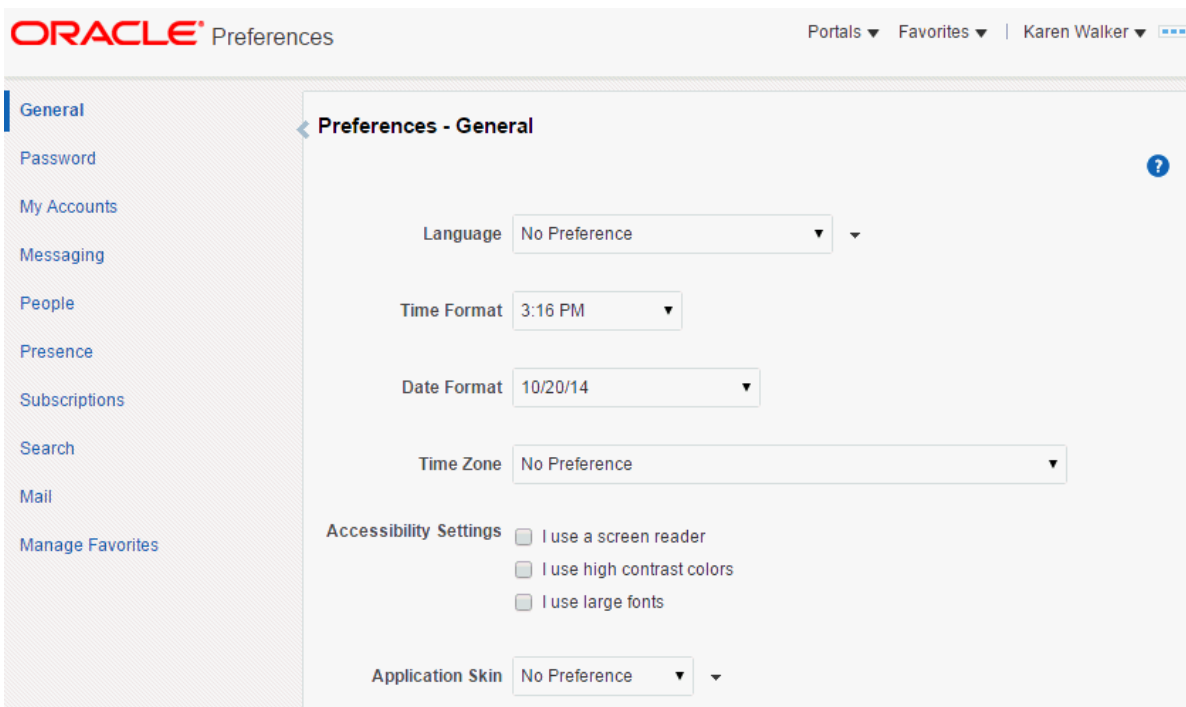 ORACLE Preferences
Portals Favorites | Karen Walker
General
Password
My Accounts
Messaging
People
Presence
Subscriptions
Search
Mail
Manage Favorites
Preferences - General
?
Language No Preference
Time Format 3:16 PM
Date Format 10/20/14
Time Zone No Preference
Accessibility Settings I use a screen reader
I use high contrast colors
I use large fonts
Application Skin No Preference